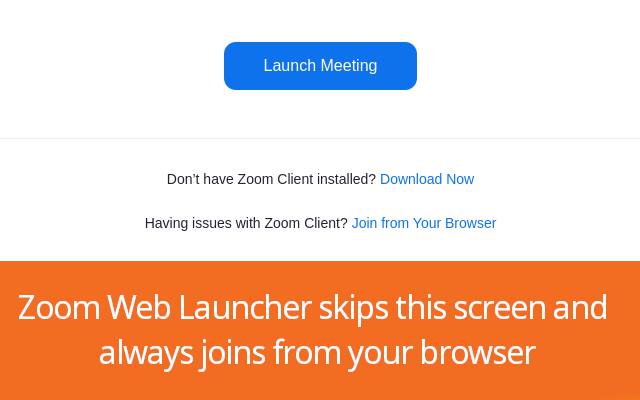 Launch Meeting
Don’t have Zoom Client installed? Download Now
Having issues with Zoom Client? Join from Your Browser
Zoom Web Launcher skips this screen and
always joins from your browser